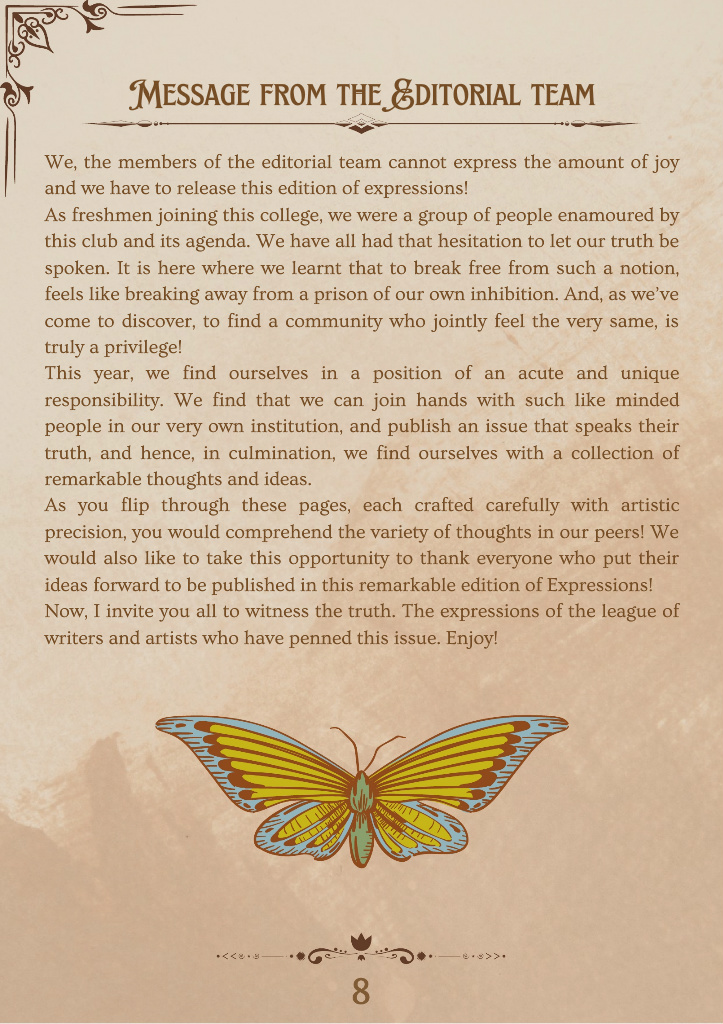 Message from the Editorial team
We, the members of the editorial team cannot express the amount of joy
and we have to release this edition of expressions!
As freshmen joining this college, we were a group of people enamoured by
this club and its agenda. We have all had that hesitation to let our truth be
spoken. It is here where we learnt that to break free from such a notion,
feels like breaking away from a prison of our own inhibition. And, as we've
come to discover, to find a community who jointly feel the very same, is
truly a privilege!
This year, we find ourselves in a position of an acute and unique
responsibility. We find that we can join hands with such like minded
people in our very own institution, and publish an issue that speaks their
truth, and hence, in culmination, we find ourselves with a collection of
remarkable thoughts and ideas.
As you flip through these pages, each crafted carefully with artistic
precision, you would comprehend the variety of thoughts in our peers! We
would also like to take this opportunity to thank everyone who put their
ideas forward to be published in this remarkable edition of Expressions!
Now, I invite you all to witness the truth. The expressions of the league of
writers and artists who have penned this issue. Enjoy!
8